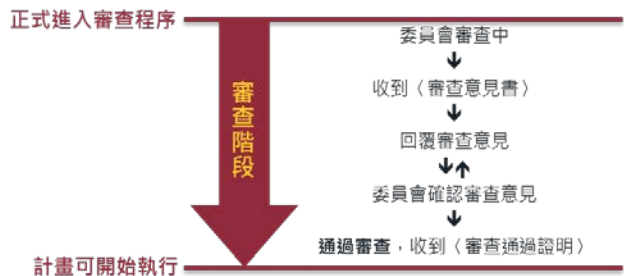 正式進入審查程序
委員會審查中
↓
收到〈審查意見書〉
↓
回覆審查意見
↓↑
委員會確認審查意見
↓
通過審查，收到〈審查通過證明〉
審查階段
計畫可開始執行